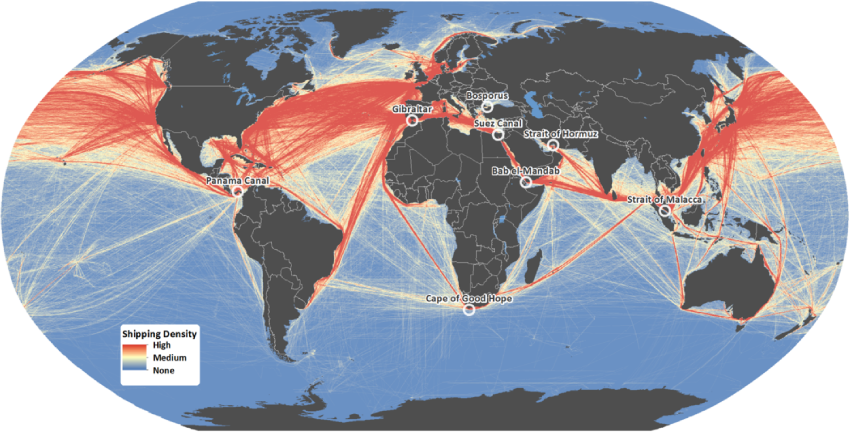 Bosporus
Gibraltar
Suez Canal
Strait of Hormuz
Bab el-Mandab
Panama Canal
Strait of Malacca
Cape of Good Hope
Shipping Density
High
Medium
None